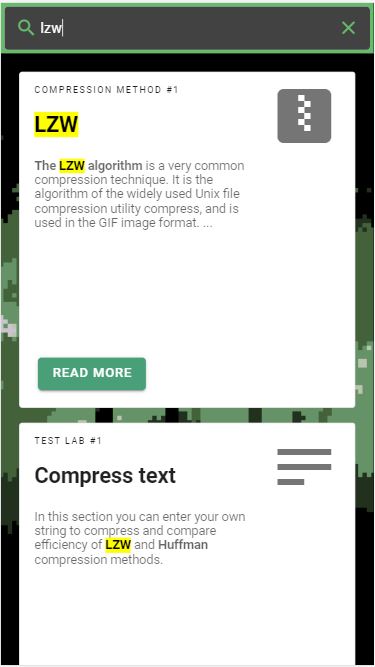 lzw
COMPRESSION METHOD #1
LZW
The LZW algorithm is a very common
compression technique. It is the
algorithm of the widely used Unix file
compression utility compress, and is
used in the GIF image format. ...
READ MORE
TEST LAB #1
Compress text
In this section you can enter your own
string to compress and compare
efficiency of LZW and Huffman
compression methods.